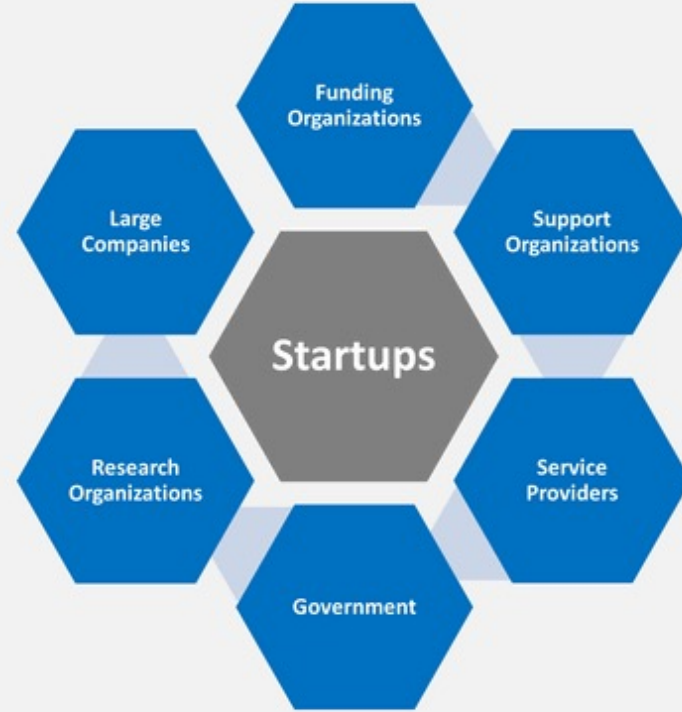 Funding
Organizations
Support
Organizations
Service
Providers
Government
Research
Organizations
Large
Companies
Startups